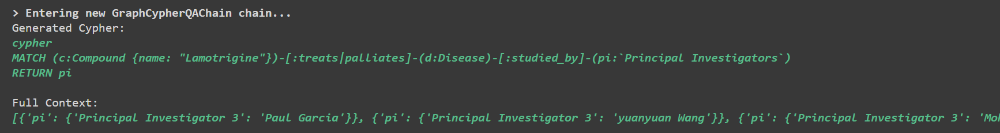 > Entering new GraphCypherQAChain chain...
Generated Cypher:
cypher
MATCH (c:Compound {name: "Lamotrigine"})-[:treats|palliates]-(d:Disease)-[:studied_by]-(pi:`Principal Investigators`)
RETURN pi
Full Context:
[{'pi': {'Principal Investigator 3': 'Paul Garcia'}}, {'pi': {'Principal Investigator 3': 'yuanyuan Wang'}}, {'pi': {'Principal Investigator 3':